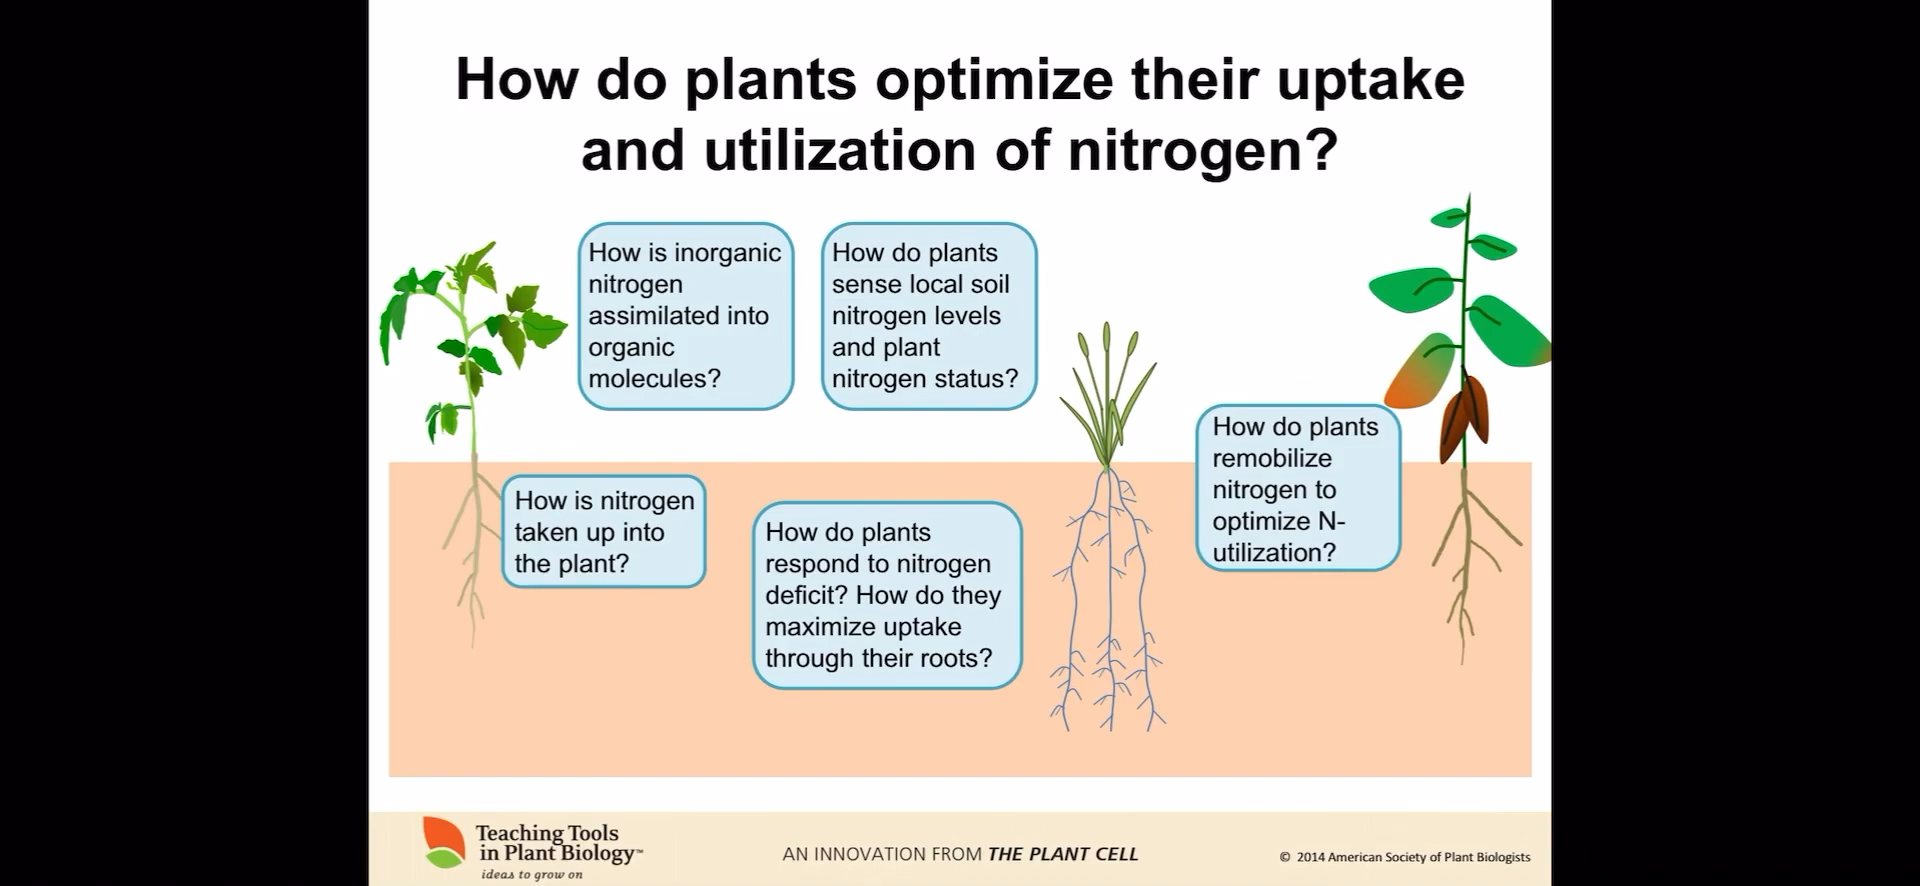 How do plants optimize their uptake
and utilization of nitrogen?
How is inorganic
nitrogen
assimilated into
organic
molecules?
How do plants
sense local soil
nitrogen levels
and plant
nitrogen status?
How is nitrogen
taken up into
the plant?
How do plants
respond to nitrogen
deficit? How do they
maximize uptake
through their roots?
How do plants
remobilize
nitrogen to
optimize N-
utilization?
Teaching Tools
in Plant Biology™
ideas to grow on
AN INNOVATION FROM THE PLANT CELL
© 2014 American Society of Plant Biologists